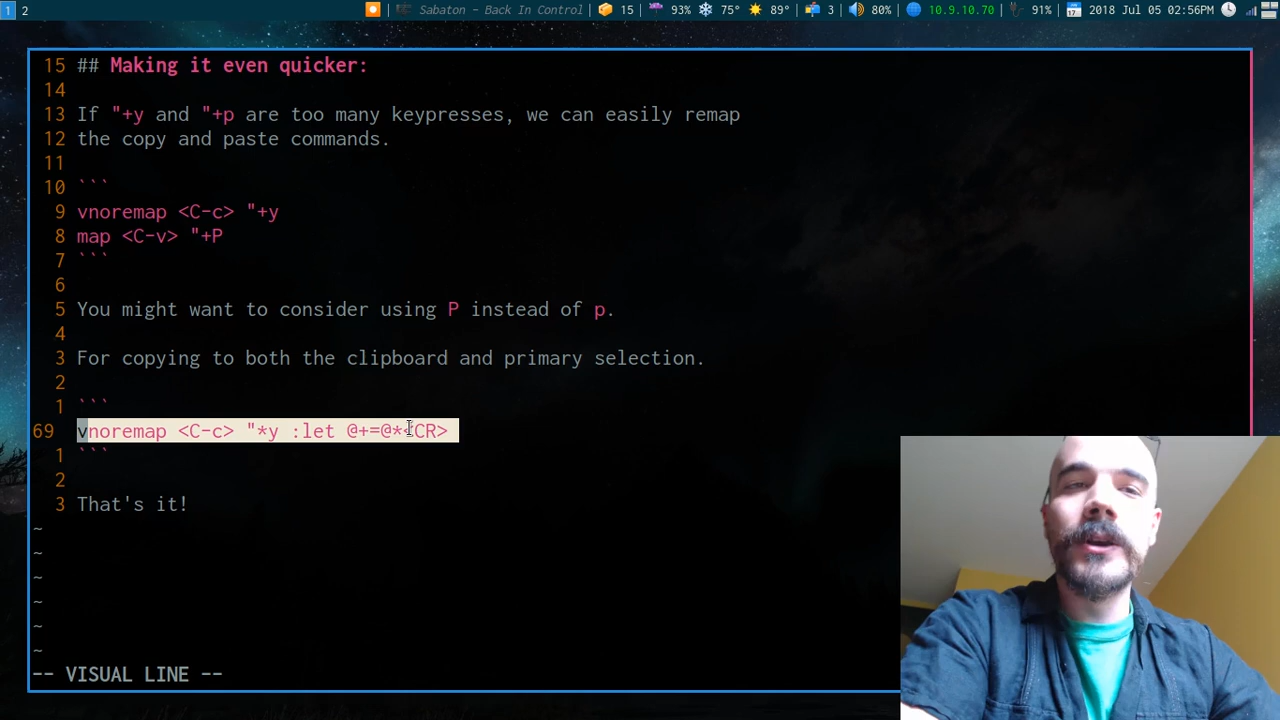 1 2 Sabaton - Back In Control 15 93% 75° 89° 3 80% 10.9.10.70 91% 17 2018 Jul 05 02:56PM
15 ## Making it even quicker:
14
13 If "+y and "+p are too many keypresses, we can easily remap
12 the copy and paste commands.
11
10 ```
9 vnoremap <C-c> "+y
8 map <C-v> "+P
7 ```
6
5 You might want to consider using P instead of p.
4
3 For copying to both the clipboard and primary selection.
2
1 ```
69 vnoremap <C-c> "*y :let @+=@*<CR>
1 ```
2
3 That's it!
~
~
~
~
~
~
-- VISUAL LINE --